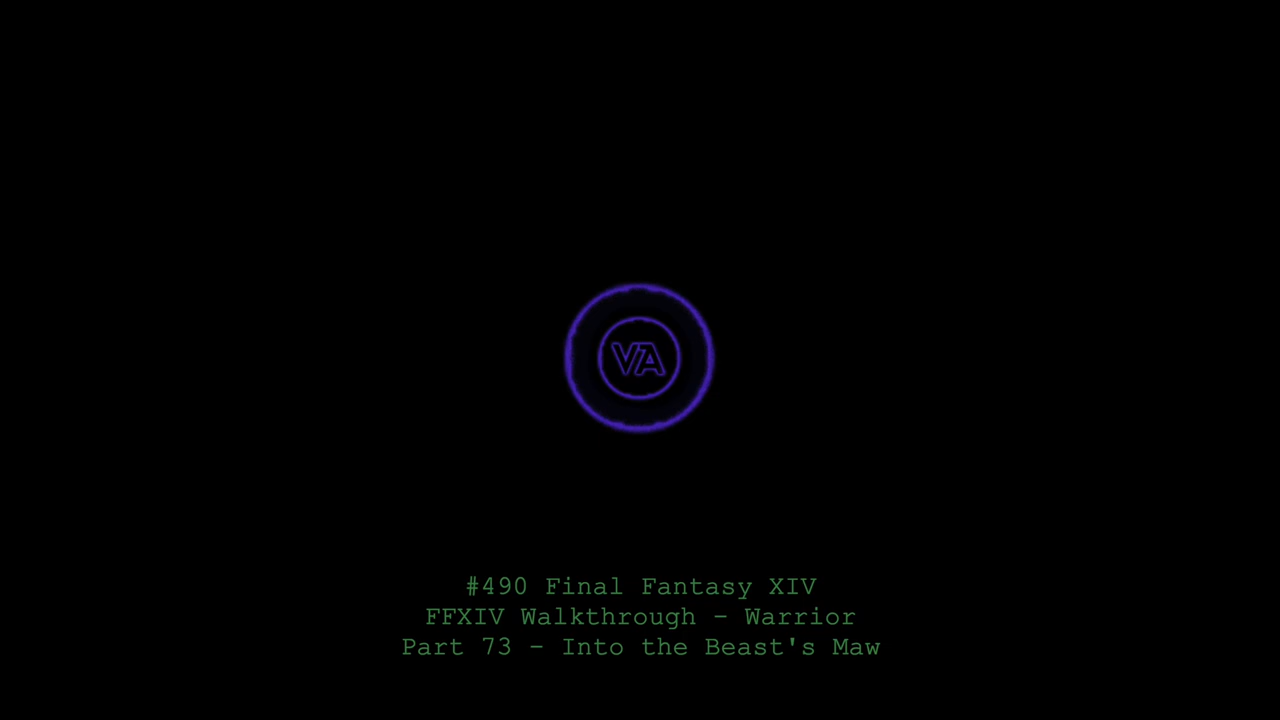 VA
#490 Final Fantasy XIV
FFXIV Walkthrough - Warrior
Part 73 - Into the Beast's Maw